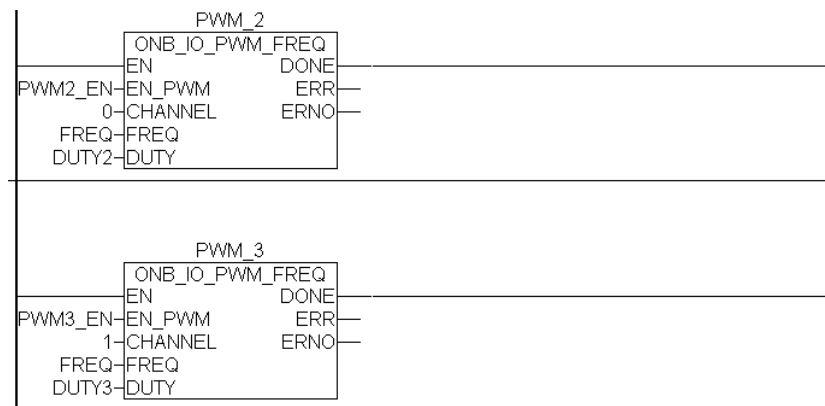 PWM_2
ONB_IO_PWM_FREQ
EN DONE
PWM2_EN EN_PWM ERR
0 CHANNEL ERNO
FREQ FREQ
DUTY2 DUTY
PWM_3
ONB_IO_PWM_FREQ
EN DONE
PWM3_EN EN_PWM ERR
1 CHANNEL ERNO
FREQ FREQ
DUTY3 DUTY